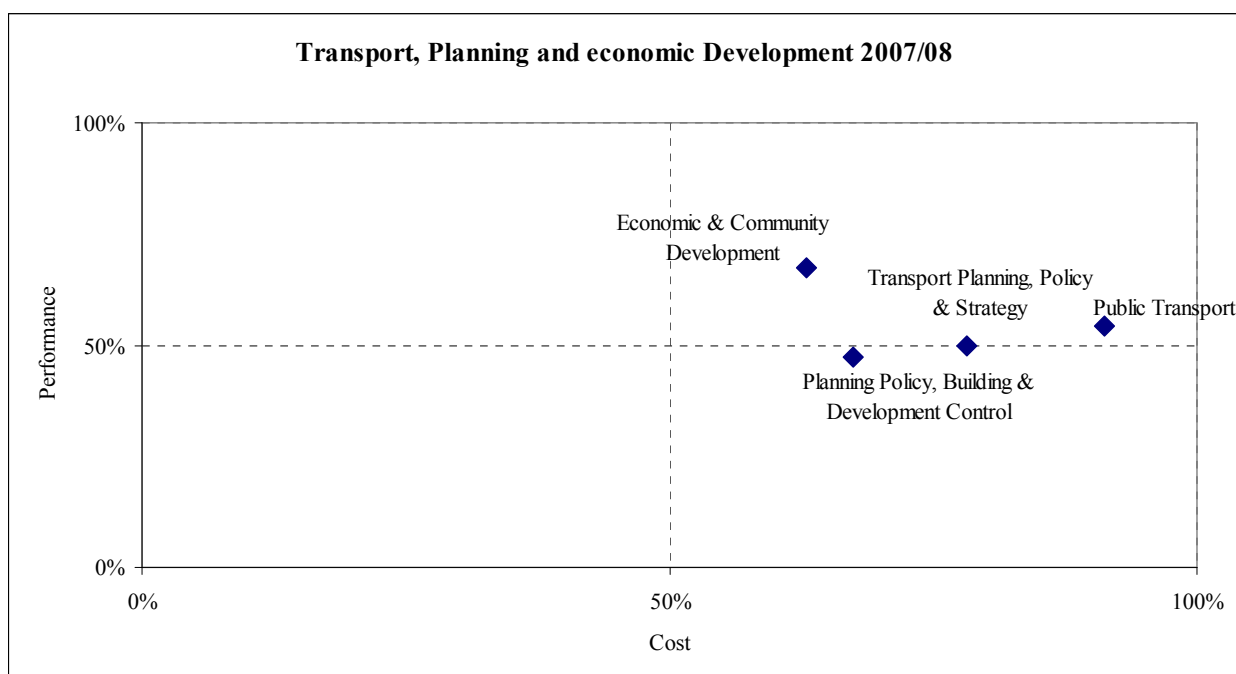 Transport, Planning and economic Development 2007/08
100%
Economic & Community
Development
Transport Planning, Policy
& Strategy
Public Transport
50%
Planning Policy, Building &
Development Control
Performance
0%
0%
50%
100%
Cost